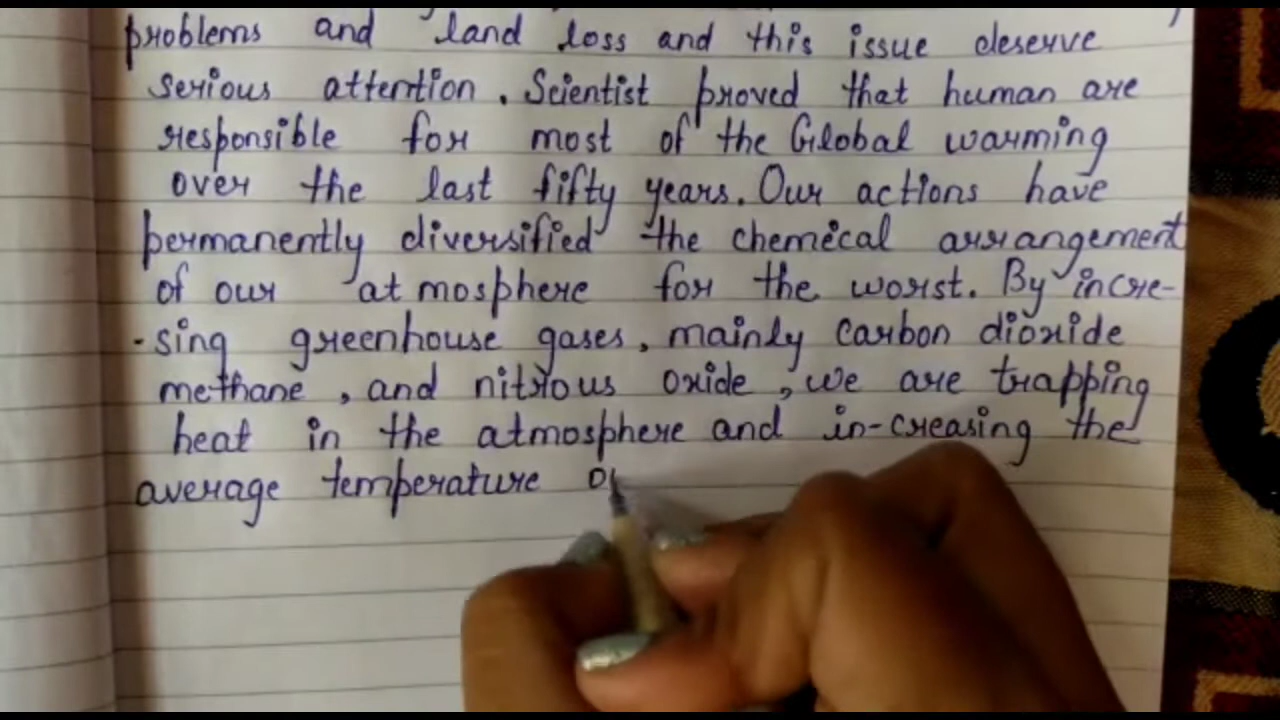 problems and land loss and this issue deserve
serious attention. Scientist proved that human are
responsible for most of the Global warming
over the last fifty years. Our actions have
permanently diversified the chemical arrangement
of our atmosphere for the worst. By incre-
-sing greenhouse gases, mainly carbon dioxide
methane, and nitrous oxide, we are trapping
heat in the atmosphere and in-creasing the
average temperature